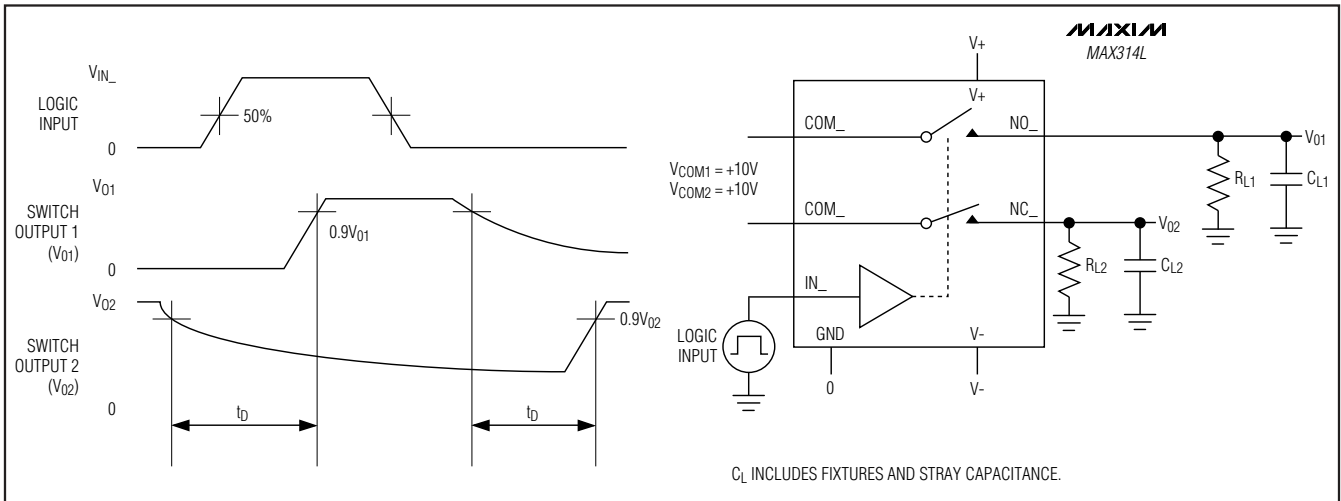 V_IN_
LOGIC
INPUT
50%
0
V_01
SWITCH
OUTPUT 1
(V_01)
0.9V_01
0
V_02
SWITCH
OUTPUT 2
(V_02)
0.9V_02
0
t_D
t_D
MAXIM
MAX314L
V+
V+
COM_
NO_
V_01
R_L1
C_L1
V_COM1 = +10V
V_COM2 = +10V
COM_
NC_
V_02
R_L2
C_L2
IN_
LOGIC
INPUT
GND
V-
0
V-
C_L INCLUDES FIXTURES AND STRAY CAPACITANCE.